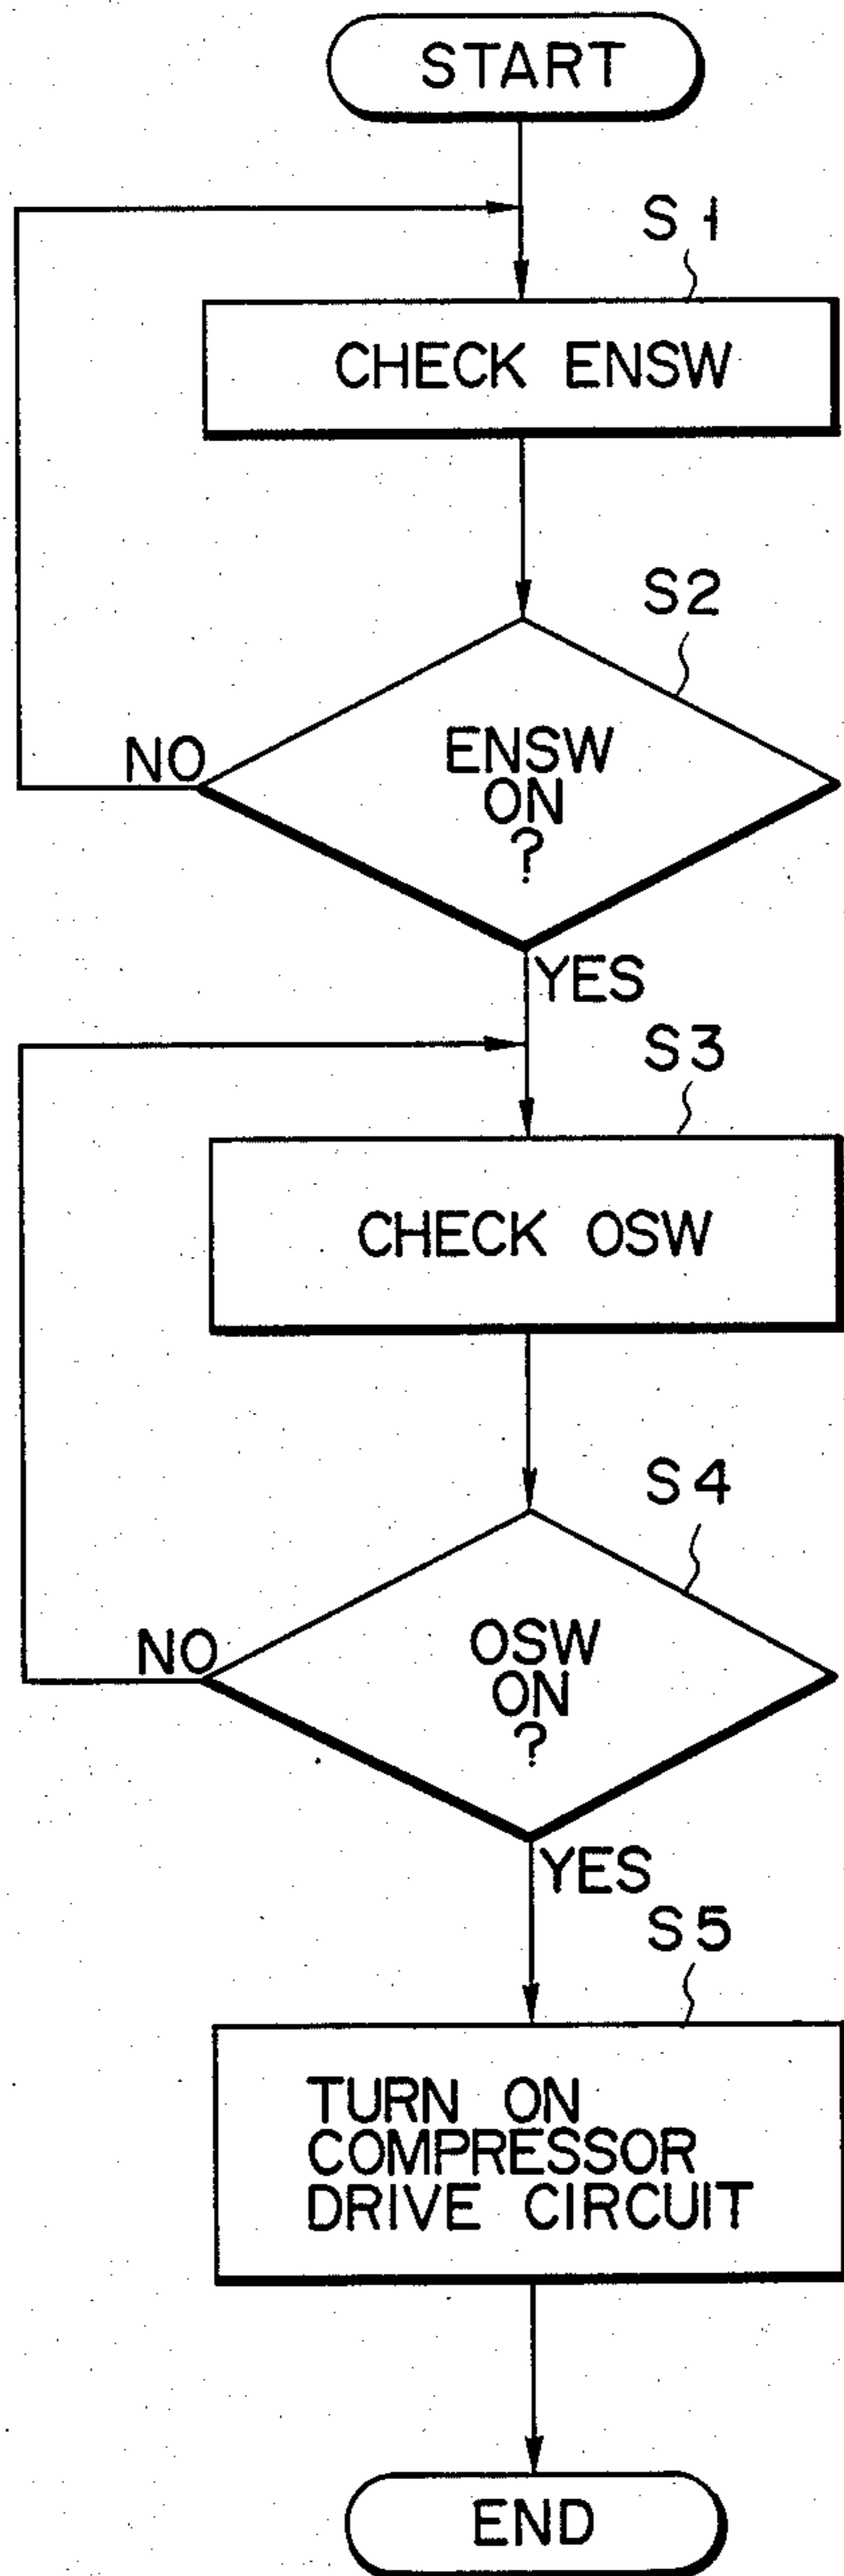 START
S1
CHECK ENSW
S2
ENSW
ON
?
NO
YES
S3
CHECK OSW
S4
OSW
ON
?
NO
YES
S5
TURN ON
COMPRESSOR
DRIVE CIRCUIT
END